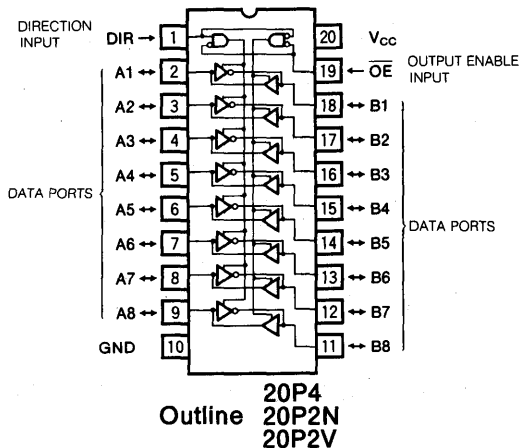 DIRECTION INPUT
DIR → 1
20 VCC
A1 ↔ 2
19 ← O̅E̅ OUTPUT ENABLE INPUT
A2 ↔ 3
18 ↔ B1
A3 ↔ 4
17 ↔ B2
A4 ↔ 5
16 ↔ B3
DATA PORTS
A5 ↔ 6
15 ↔ B4
DATA PORTS
A6 ↔ 7
14 ↔ B5
A7 ↔ 8
13 ↔ B6
A8 ↔ 9
12 ↔ B7
GND 10
11 ↔ B8
20P4
Outline 20P2N
20P2V